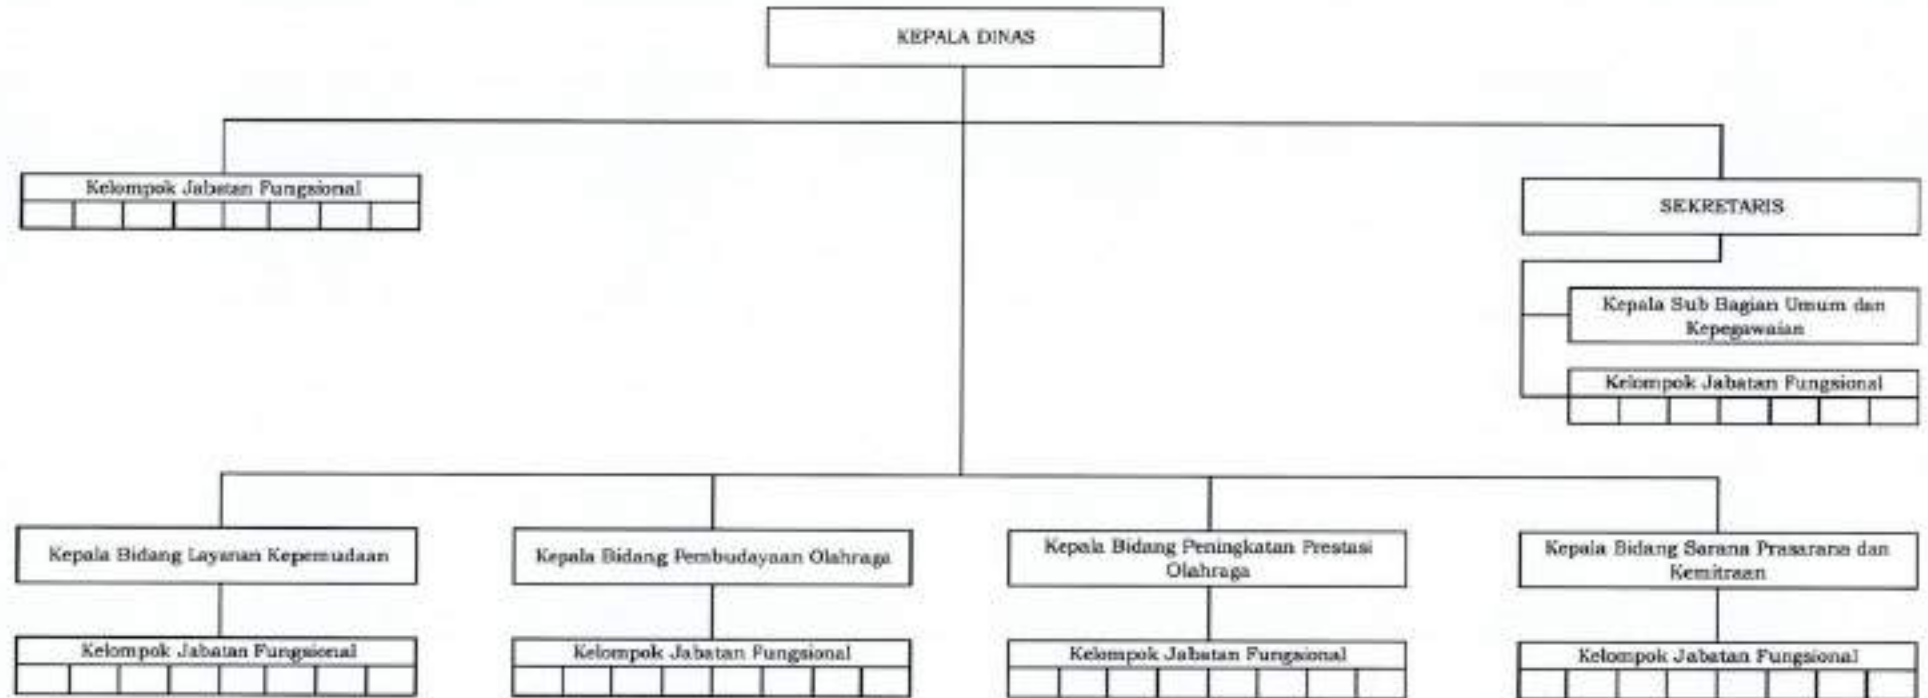 KEPALA DINAS
Kelompok Jabatan Fungsional
SEKRETARIS
Kepala Sub Bagian Umum dan
Kepegawaian
Kelompok Jabatan Fungsional
Kepala Bidang Layanan Kepemudaan
Kepala Bidang Pembudayaan Olahraga
Kepala Bidang Peningkatan Prestasi
Olahraga
Kepala Bidang Sarana Prasarana dan
Kemitraan
Kelompok Jabatan Fungsional
Kelompok Jabatan Fungsional
Kelompok Jabatan Fungsional
Kelompok Jabatan Fungsional